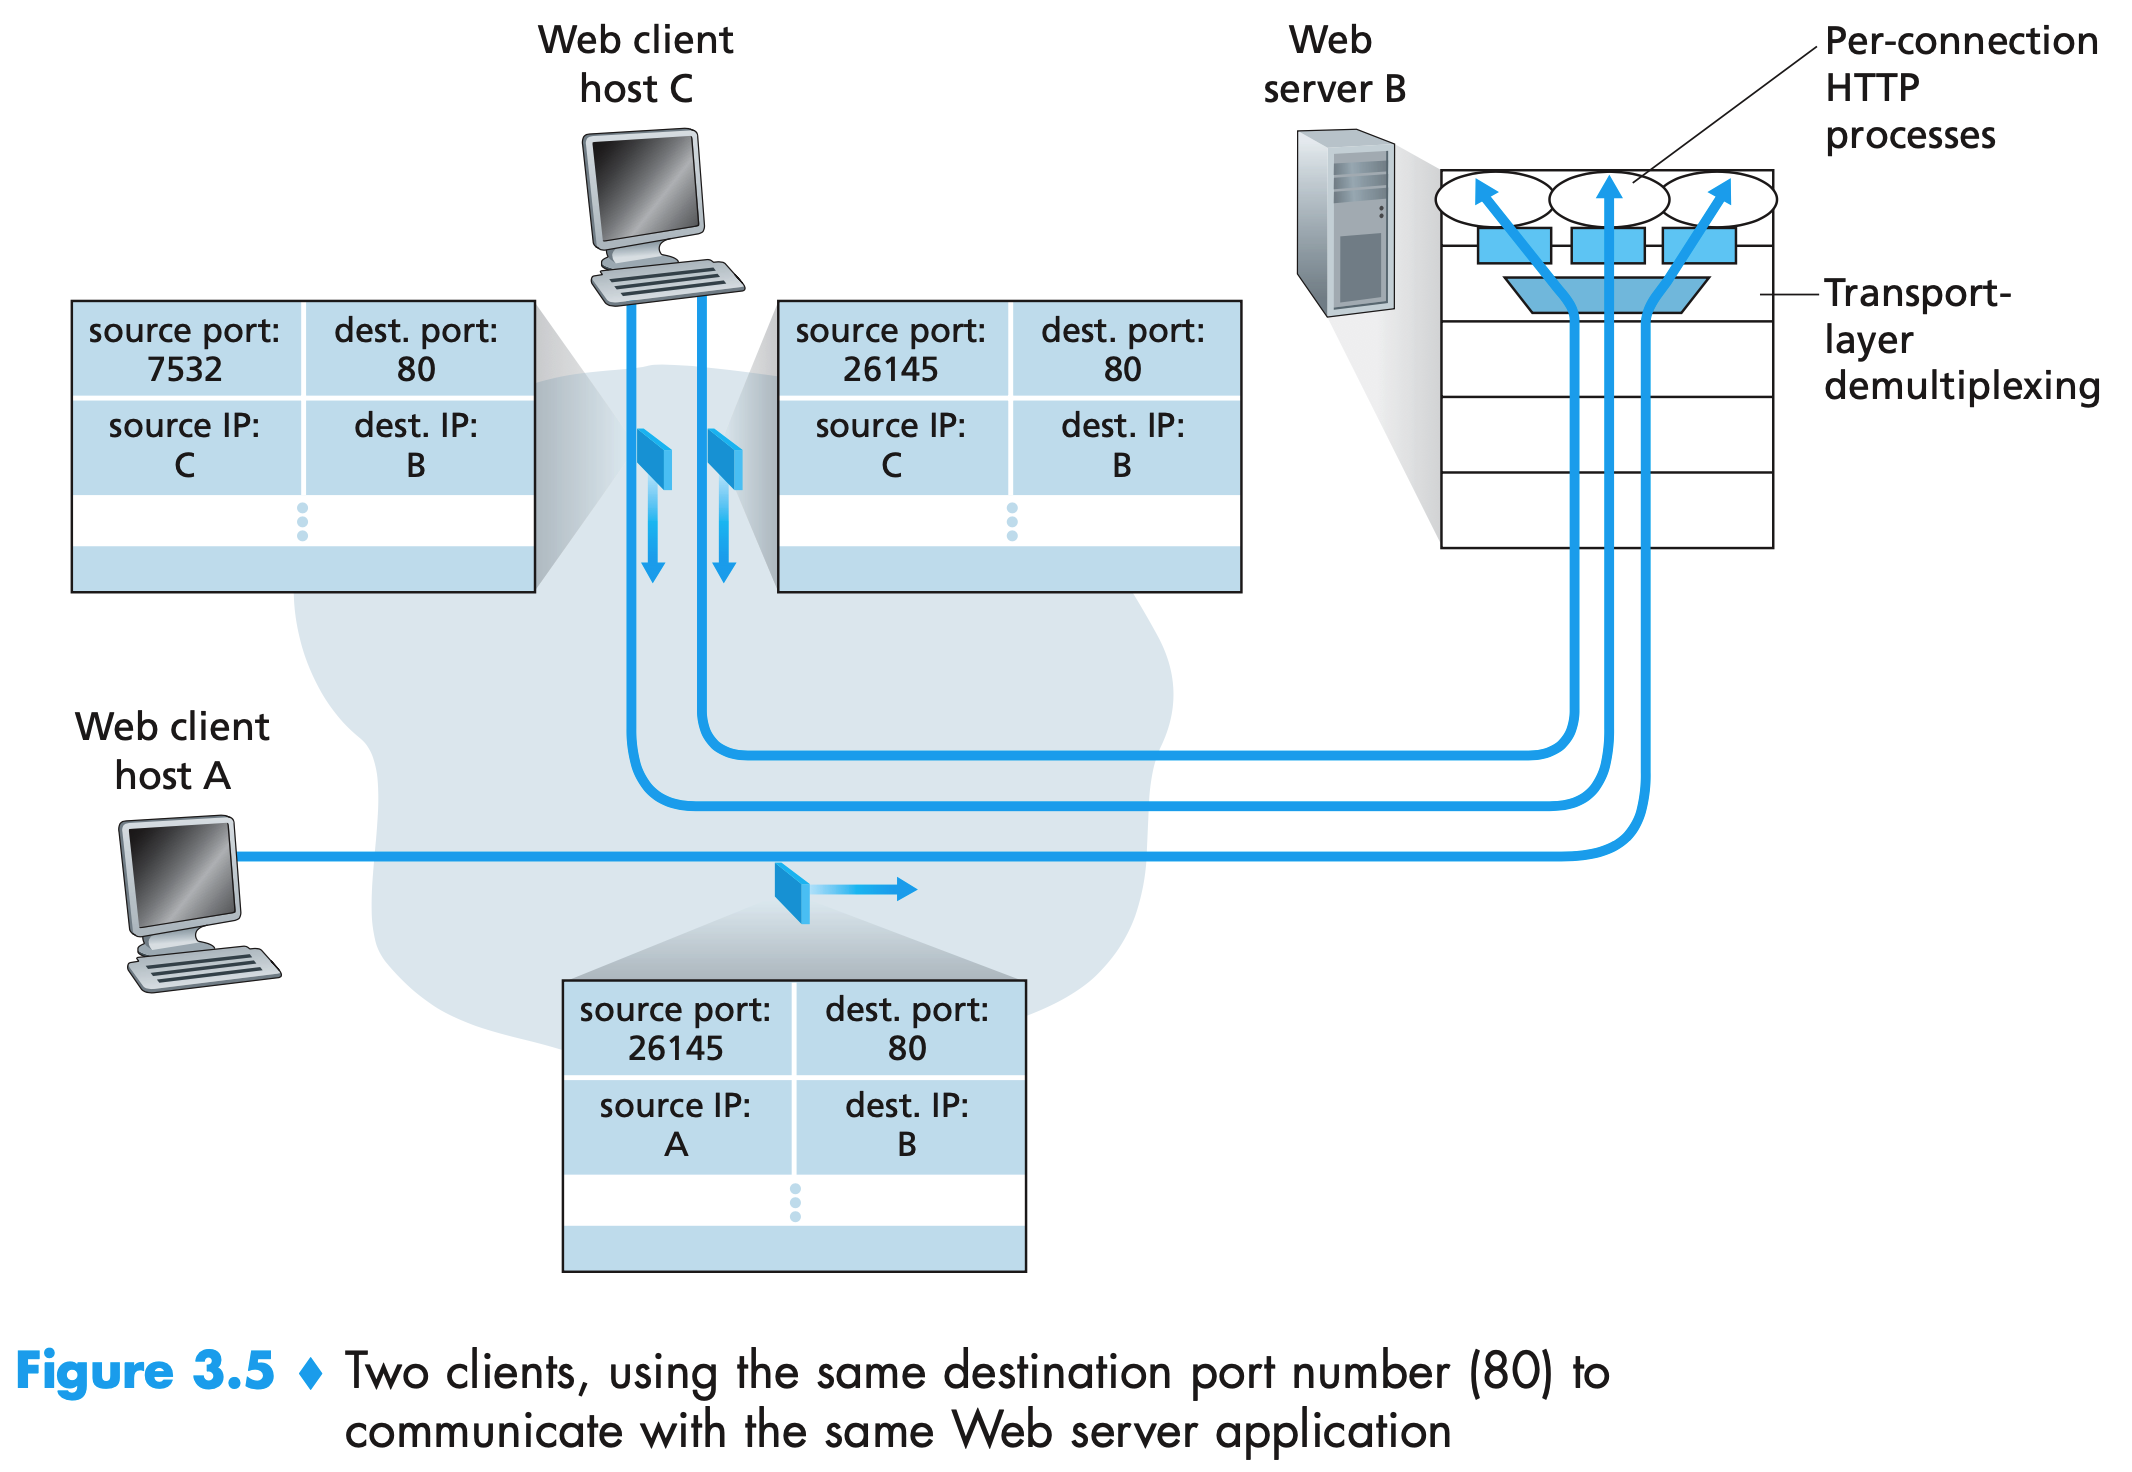 Web client
host C
Web
server B
Per-connection
HTTP
processes
Transport-
layer
demultiplexing
source port:
7532
dest. port:
80
source IP:
C
dest. IP:
B
source port:
26145
dest. port:
80
source IP:
C
dest. IP:
B
Web client
host A
source port:
26145
dest. port:
80
source IP:
A
dest. IP:
B
Figure 3.5 ♦ Two clients, using the same destination port number (80) to
communicate with the same Web server application